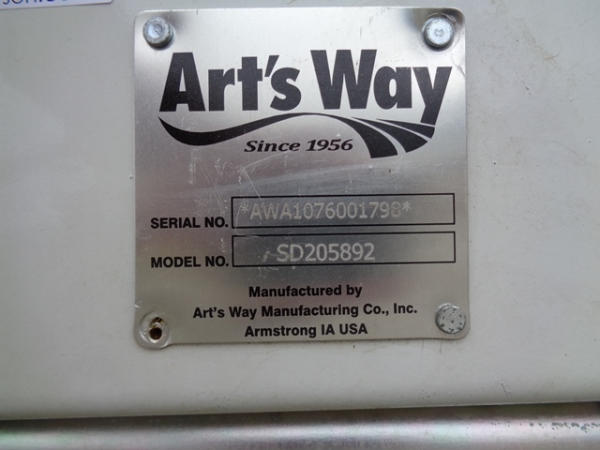 Art's Way
Since 1956
SERIAL NO. *AWA1076001798*
MODEL NO. SD205892
Manufactured by
Art's Way Manufacturing Co., Inc.
Armstrong IA USA